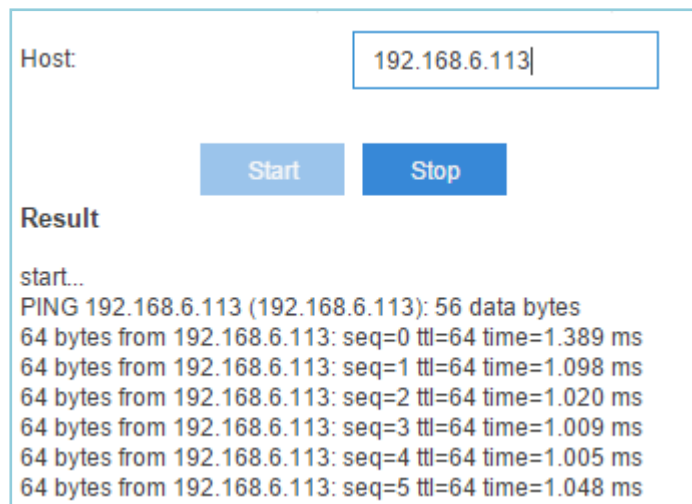 Host: 192.168.6.113
Start Stop
Result
start...
PING 192.168.6.113 (192.168.6.113): 56 data bytes
64 bytes from 192.168.6.113: seq=0 ttl=64 time=1.389 ms
64 bytes from 192.168.6.113: seq=1 ttl=64 time=1.098 ms
64 bytes from 192.168.6.113: seq=2 ttl=64 time=1.020 ms
64 bytes from 192.168.6.113: seq=3 ttl=64 time=1.009 ms
64 bytes from 192.168.6.113: seq=4 ttl=64 time=1.005 ms
64 bytes from 192.168.6.113: seq=5 ttl=64 time=1.048 ms